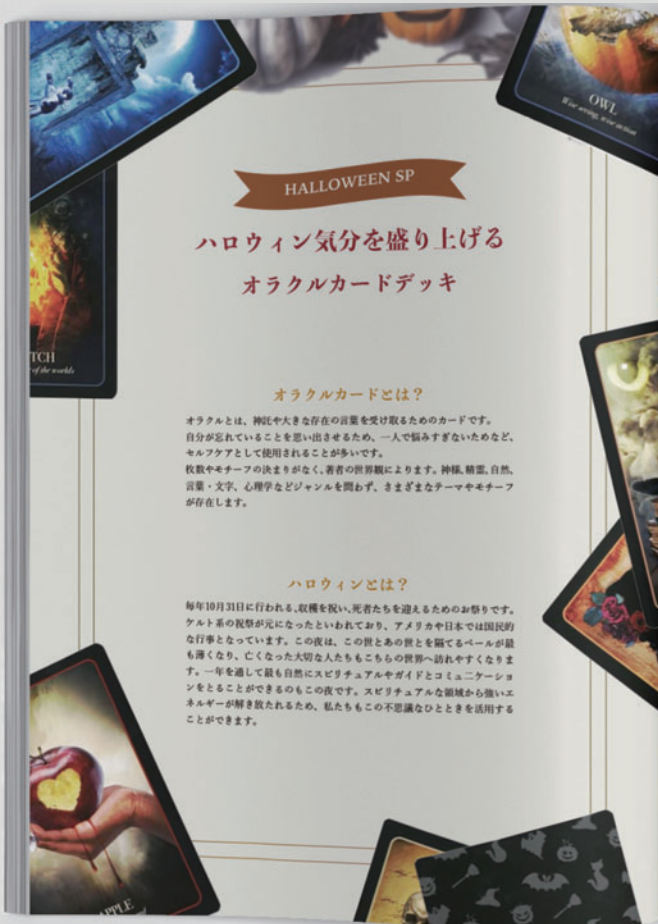 OWL
Wise seeing, wise action
HALLOWEEN SP
ハロウィン気分を盛り上げる
オラクルカードデッキ
TCH
of the worlds
オラクルカードとは？
オラクルとは、神託や大きな存在の言葉を受け取るためのカードです。
自分が忘れていることを思い出させるため、一人で悩みすぎないためなど、
セルフケアとして使用されることが多いです。
枚数やモチーフの決まりがなく、著者の世界観によります。神様、精霊、自然、
言葉・文字、心理学などジャンルを問わず、さまざまなテーマやモチーフ
が存在します。
ハロウィンとは？
毎年10月31日に行われる、収穫を祝い、死者たちを迎えるためのお祭りです。
ケルト系の祝祭が元になったといわれており、アメリカや日本では国民的
な行事となっています。この夜は、この世とあの世とを隔てるベールが最
も薄くなり、亡くなった大切な人たちもこちらの世界へ訪れやすくなりま
す。一年を通して最も自然にスピリチュアルやガイドとコミュニケーショ
ンをとることができるのもこの夜です。スピリチュアルな領域から強いエ
ネルギーが解き放たれるため、私たちもこの不思議なひとときを活用する
ことができます。
APPLE